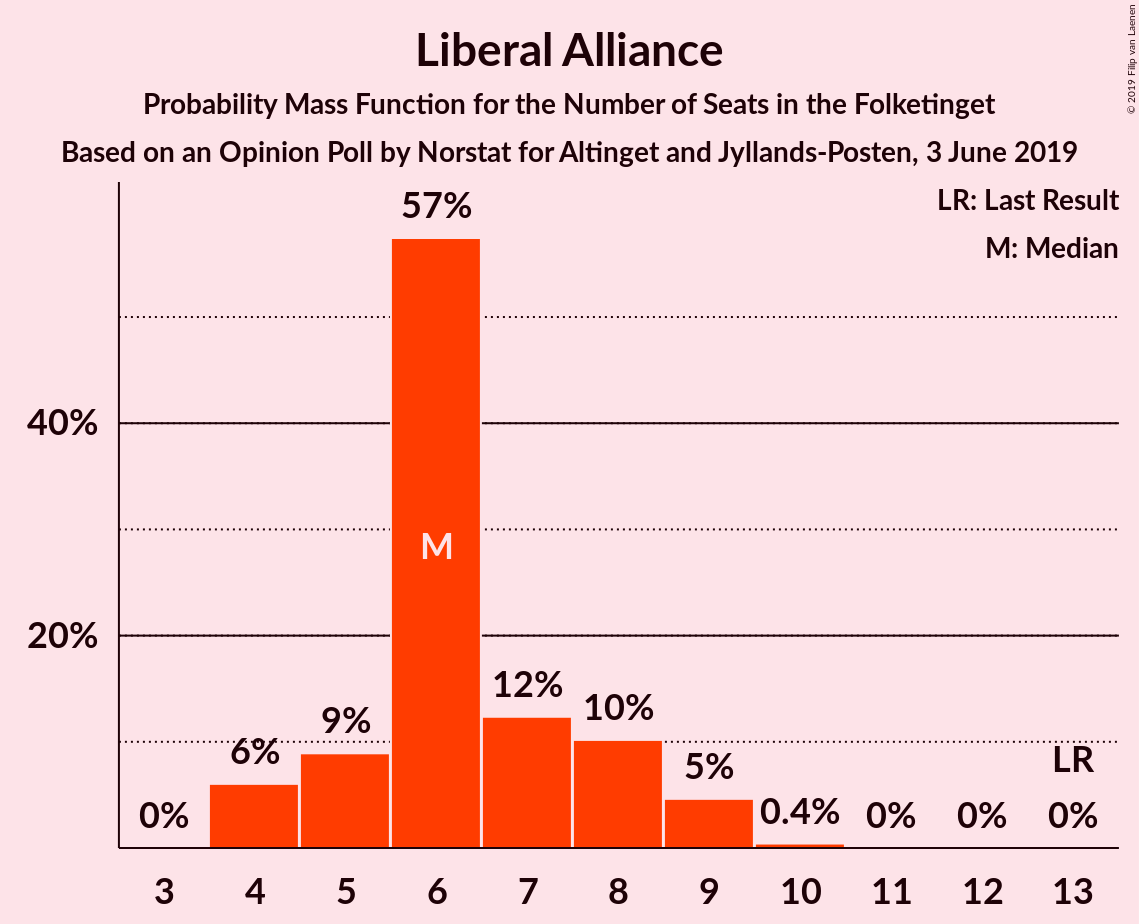 Liberal Alliance
Probability Mass Function for the Number of Seats in the Folketinget
Based on an Opinion Poll by Norstat for Altinget and Jyllands-Posten, 3 June 2019
© 2019 Filip van Laenen
LR: Last Result
M: Median
57%
40%
M
20%
12%
10%
9%
6%
5%
LR
0%
0.4%
0%
0%
0%
3 4 5 6 7 8 9 10 11 12 13